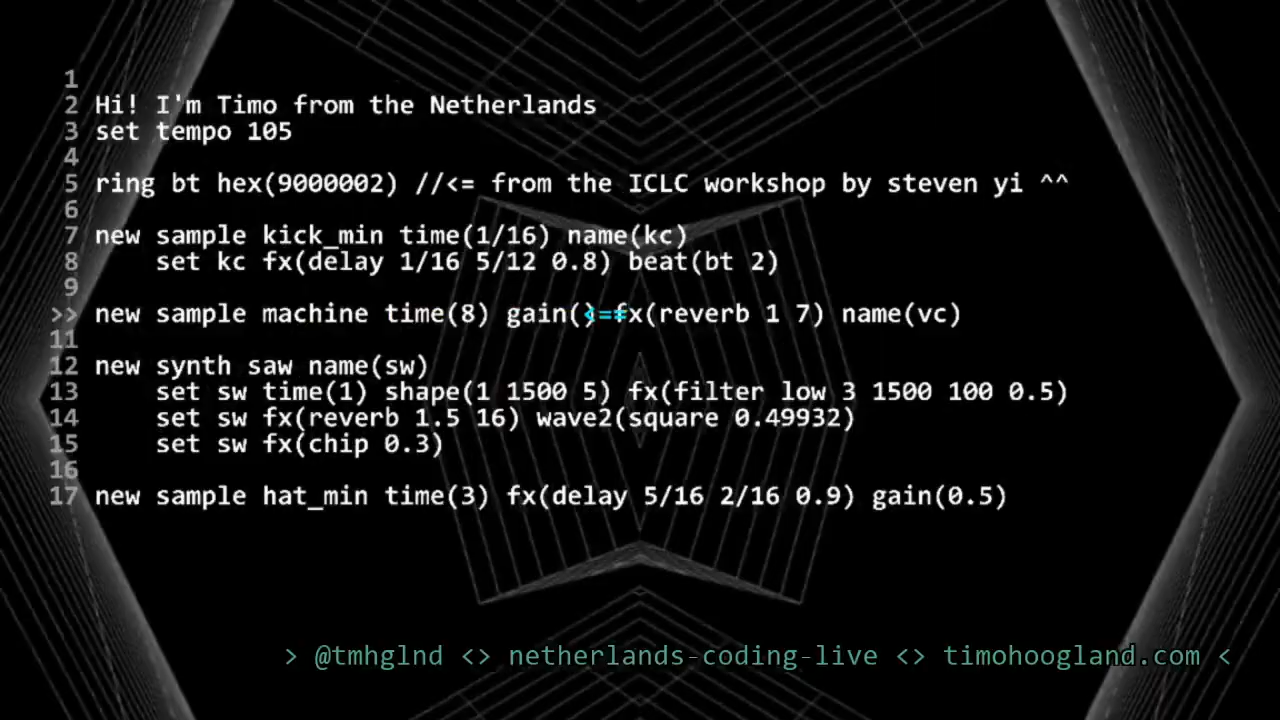 1
2 Hi! I'm Timo from the Netherlands
3 set tempo 105
4
5 ring bt hex(9000002) //<= from the ICLC workshop by steven yi ^^
6
7 new sample kick_min time(1/16) name(kc)
8 set kc fx(delay 1/16 5/12 0.8) beat(bt 2)
9
>> new sample machine time(8) gain() <== fx(reverb 1 7) name(vc)
11
12 new synth saw name(sw)
13 set sw time(1) shape(1 1500 5) fx(filter low 3 1500 100 0.5)
14 set sw fx(reverb 1.5 16) wave2(square 0.49932)
15 set sw fx(chip 0.3)
16
17 new sample hat_min time(3) fx(delay 5/16 2/16 0.9) gain(0.5)
> @tmhglnd <> netherlands-coding-live <> timohoogland.com <